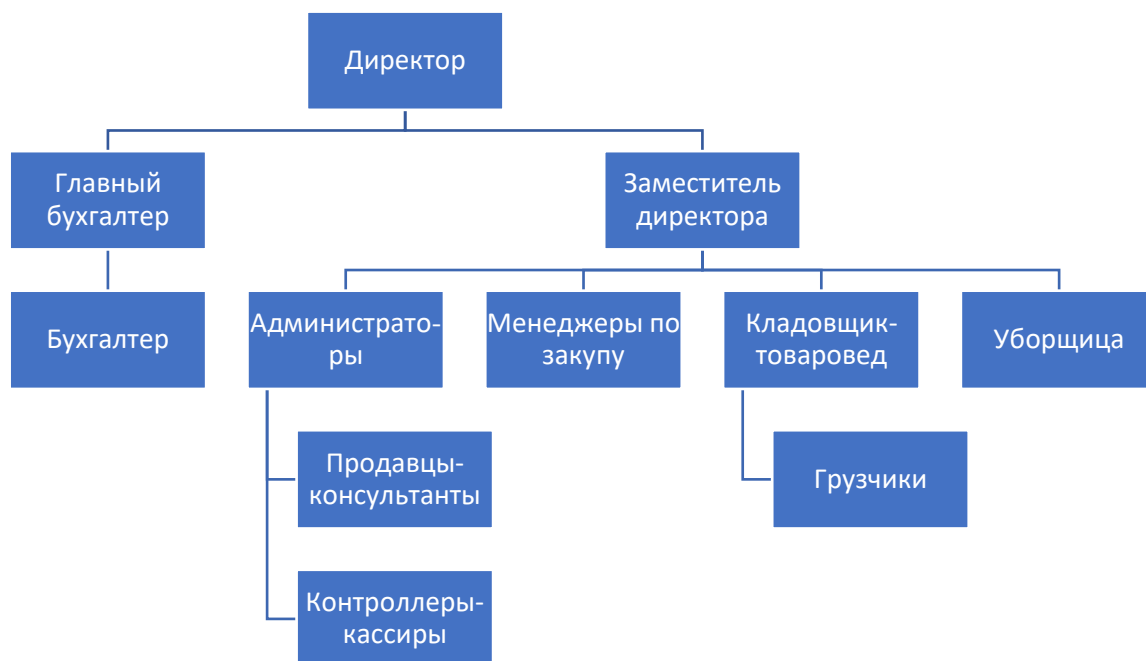 Директор
Главный
бухгалтер
Заместитель
директора
Бухгалтер
Администрато-
ры
Менеджеры по
закупу
Кладовщик-
товаровед
Уборщица
Продавцы-
консультанты
Грузчики
Контроллеры-
кассиры